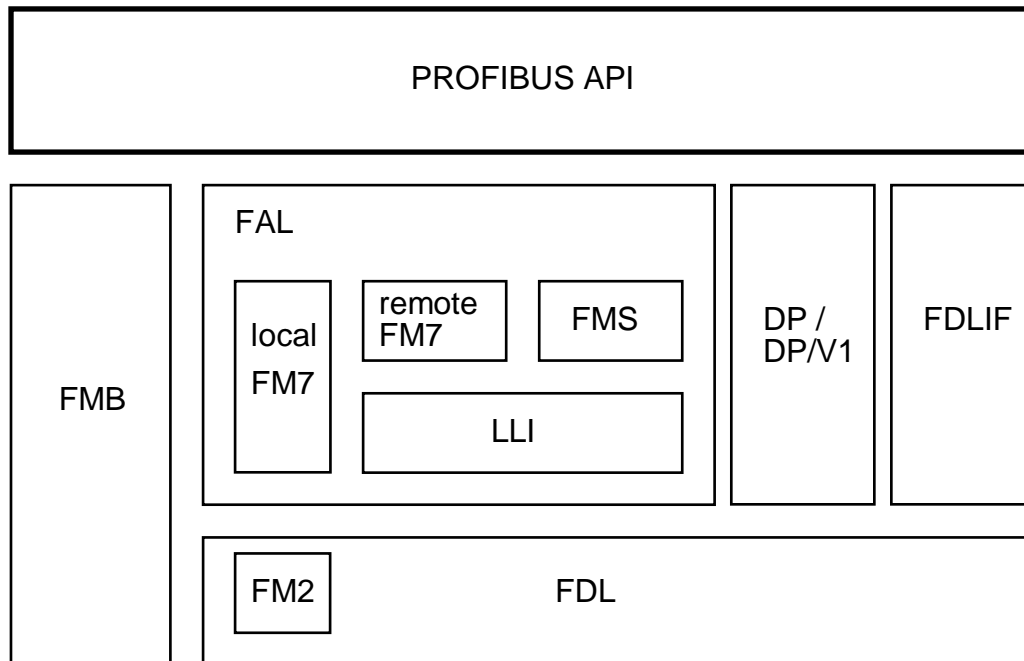 PROFIBUS API
FAL
remote
FM7
FMS
local
FM7
DP /
DP/V1
FDLIF
FMB
LLI
FM2
FDL